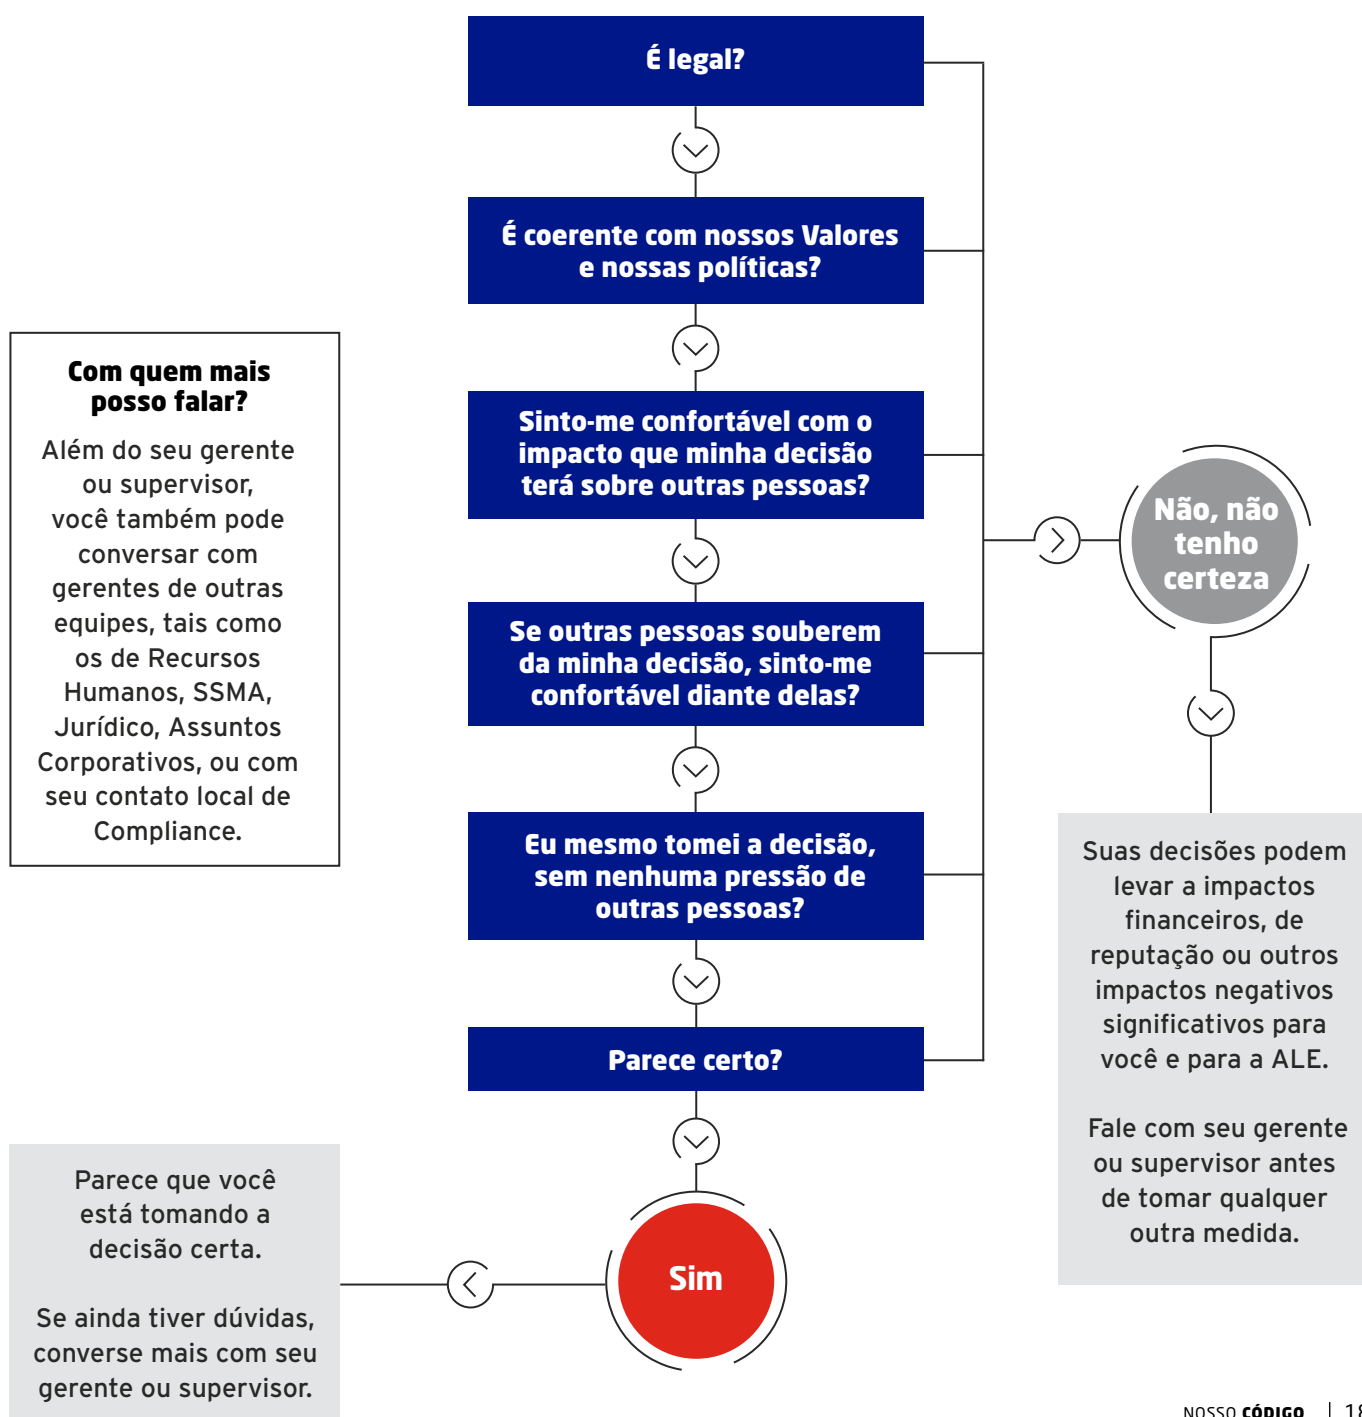 É legal?
É coerente com nossos Valores
e nossas políticas?
Sinto-me confortável com o
impacto que minha decisão
terá sobre outras pessoas?
Se outras pessoas souberem
da minha decisão, sinto-me
confortável diante delas?
Eu mesmo tomei a decisão,
sem nenhuma pressão de
outras pessoas?
Parece certo?
Sim
Com quem mais
posso falar?
Além do seu gerente
ou supervisor,
você também pode
conversar com
gerentes de outras
equipes, tais como
os de Recursos
Humanos, SSMA,
Jurídico, Assuntos
Corporativos, ou com
seu contato local de
Compliance.
Parece que você
está tomando a
decisão certa.
Se ainda tiver dúvidas,
converse mais com seu
gerente ou supervisor.
Não, não
tenho
certeza
Suas decisões podem
levar a impactos
financeiros, de
reputação ou outros
impactos negativos
significativos para
você e para a ALE.
Fale com seu gerente
ou supervisor antes
de tomar qualquer
outra medida.
NOSSO CÓDIGO | 18